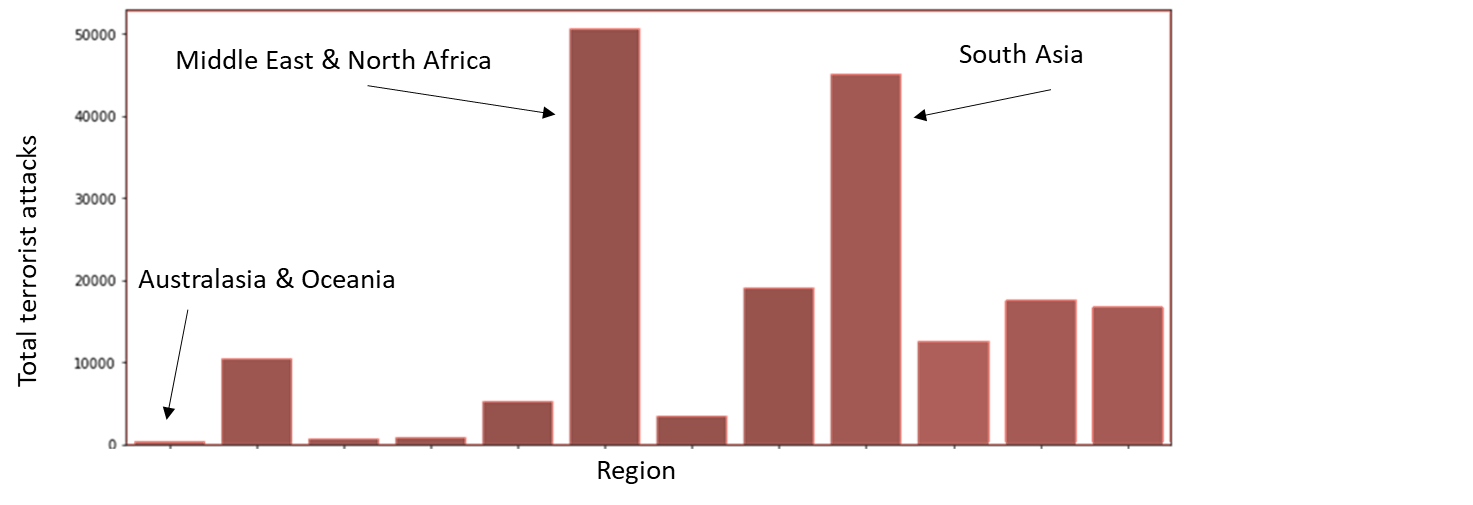 50000
Middle East & North Africa
South Asia
40000
30000
Australasia & Oceania
20000
10000
0
Total terrorist attacks
Region